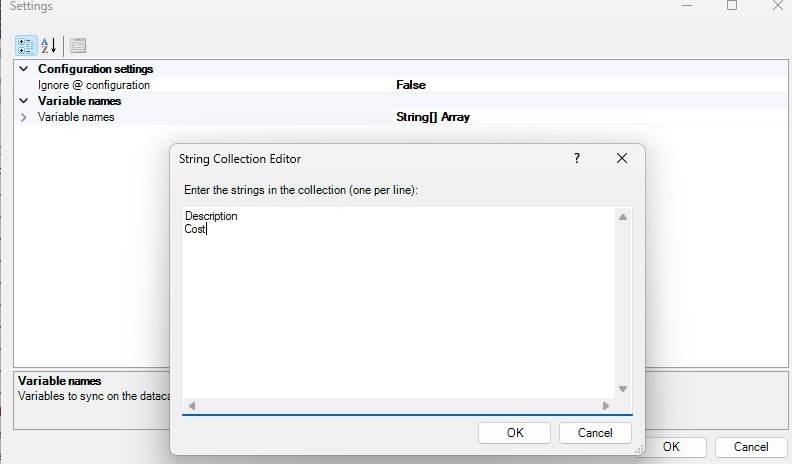 Settings
Configuration settings
Ignore @ configuration False
Variable names
Variable names String[] Array
String Collection Editor ?
Enter the strings in the collection (one per line):
Description
Cost
OK Cancel
Variable names
Variables to sync on the
OK Cancel